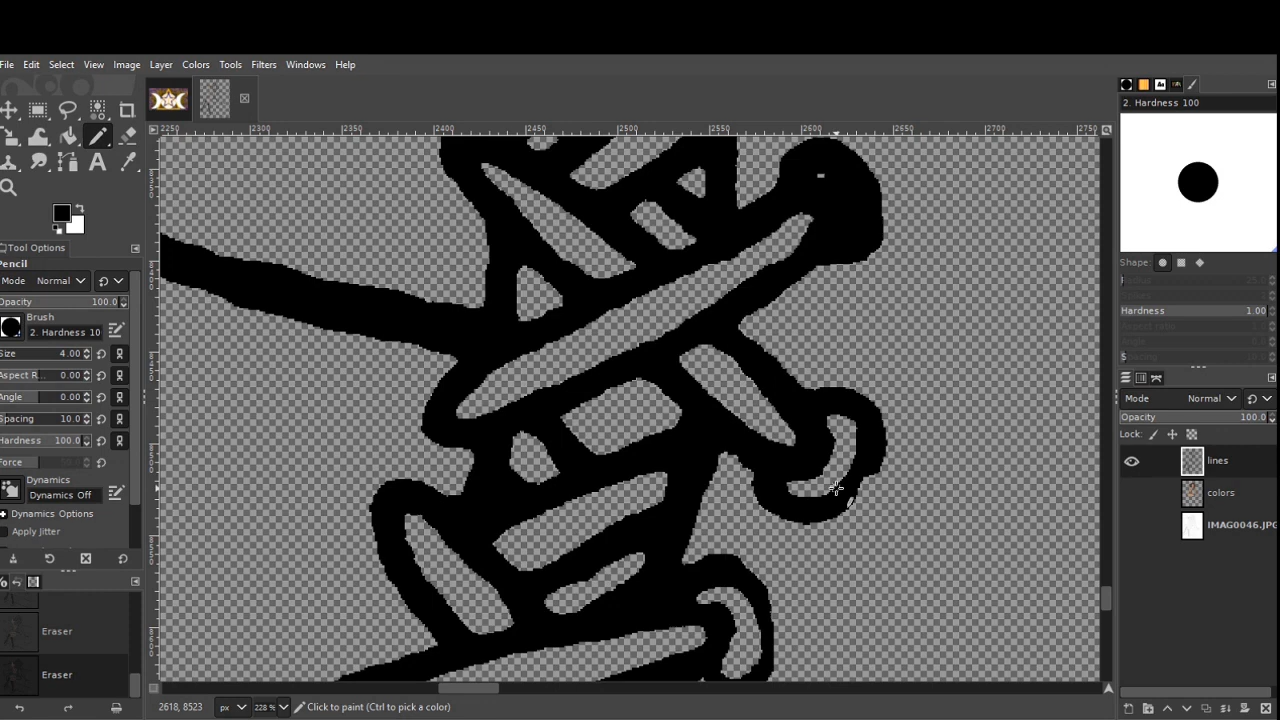 File Edit Select View Image Layer Colors Tools Filters Windows Help
2250 2300 2350 2400 2450 2500 2550 2600 2650 2700 2750
2. Hardness 100
Tool Options
Pencil
Mode Normal
Opacity 100.0
Brush
2. Hardness 10
Size 4.00
Aspect R... 0.00
Angle 0.00
Spacing 10.0
Hardness 100.0
Force
Dynamics
Dynamics Off
Dynamics Options
Apply Jitter
Eraser
Eraser
Shape:
Hardness 1.00
Mode Normal
Opacity 100.0
Lock:
lines
colors
IMAG0046.JPG
2618, 8523 px 228 % Click to paint (Ctrl to pick a color)